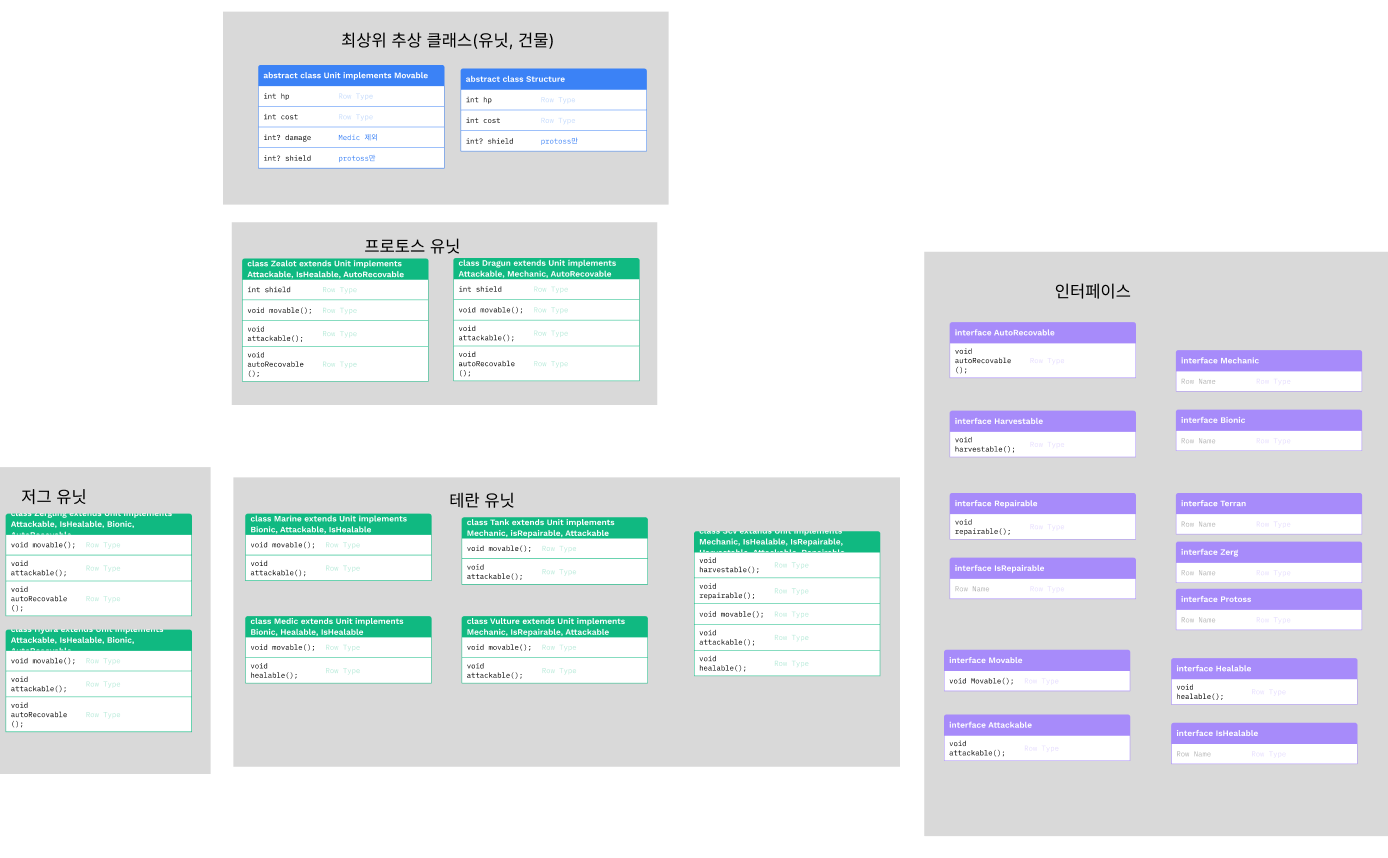 최상위 추상 클래스(유닛, 건물)
abstract class Unit implements Movable
int hp Row Type
int cost Row Type
int? damage Medic 제외
int? shield protoss만
abstract class Structure
int hp Row Type
int cost Row Type
int? shield protoss만
프로토스 유닛
class Zealot extends Unit implements
Attackable, IsHealable, AutoRecovable
int shield Row Type
void movable(); Row Type
void
attackable(); Row Type
void
autoRecovable Row Type
();
class Dragun extends Unit implements
Attackable, Mechanic, AutoRecovable
int shield Row Type
void movable(); Row Type
void
attackable(); Row Type
void
autoRecovable Row Type
();
저그 유닛
class Zergling extends Unit implements
Attackable, IsHealable, Bionic,
AutoRecovable
void movable(); Row Type
void
attackable(); Row Type
void
autoRecovable Row Type
();
class Hydra extends Unit implements
Attackable, IsHealable, Bionic,
AutoRecovable
void movable(); Row Type
void
attackable(); Row Type
void
autoRecovable Row Type
();
테란 유닛
class Marine extends Unit implements
Bionic, Attackable, IsHealable
void movable(); Row Type
void
attackable(); Row Type
class Tank extends Unit implements
Mechanic, isRepairable, Attackable
void movable(); Row Type
void
attackable(); Row Type
class Medic extends Unit implements
Bionic, Healable, IsHealable
void movable(); Row Type
void
healable(); Row Type
class Vulture extends Unit implements
Mechanic, isRepairable, Attackable
void movable(); Row Type
void
attackable(); Row Type
class Scv extands Unit implements
Mechanic, IsHealable, IsRepairable,
Harvestable, Attackable, Repairable
void
harvestable(); Row Type
void
repairable(); Row Type
void movable(); Row Type
void
attackable(); Row Type
void
healable(); Row Type
인터페이스
interface AutoRecovable
void
autoRecovable Row Type
();
interface Harvestable
void
harvestable(); Row Type
interface Repairable
void
repairable(); Row Type
interface IsRepairable
Row Name Row Type
interface Movable
void Movable(); Row Type
interface Attackable
void
attackable(); Row Type
interface Mechanic
Row Name Row Type
interface Bionic
Row Name Row Type
interface Terran
Row Name Row Type
interface Zerg
Row Name Row Type
interface Protoss
Row Name Row Type
interface Healable
void
healable(); Row Type
interface IsHealable
Row Name Row Type